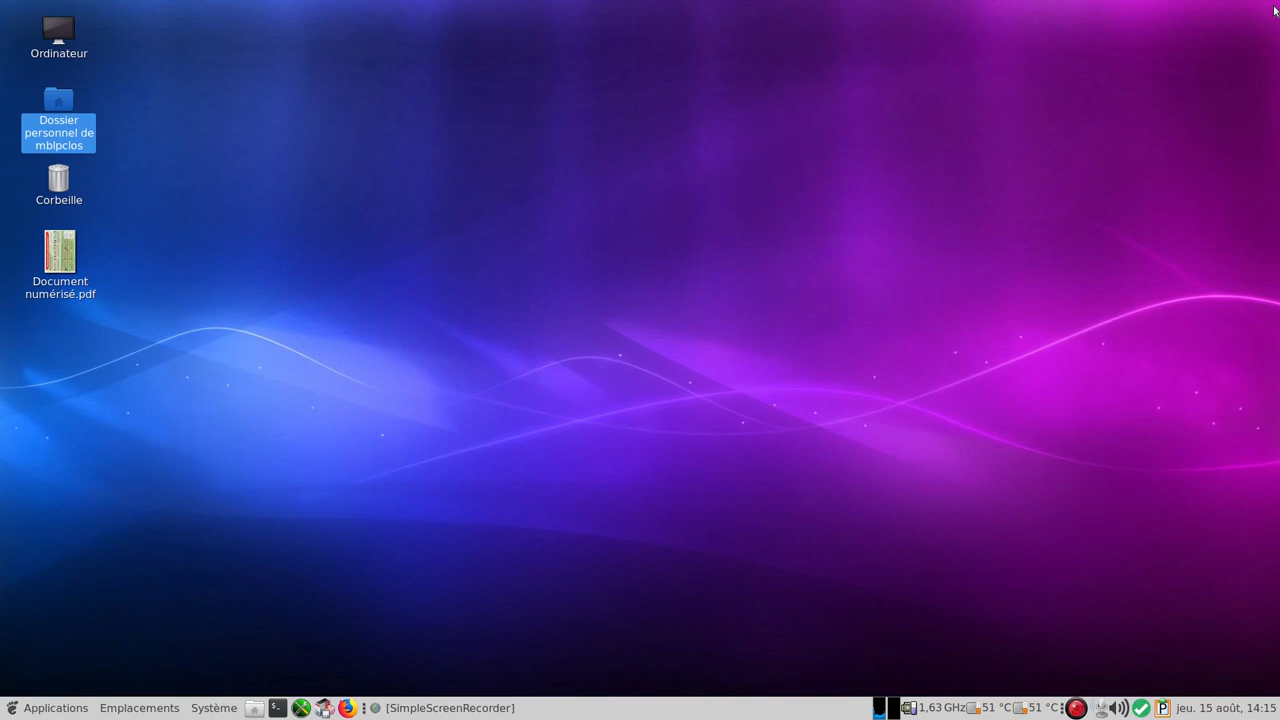 Ordinateur
Dossier
personnel de
mblpclos
Corbeille
Document
numérisé.pdf
Applications Emplacements Système [SimpleScreenRecorder] 1,63 GHz 51 °C 51 °C jeu. 15 août, 14:15